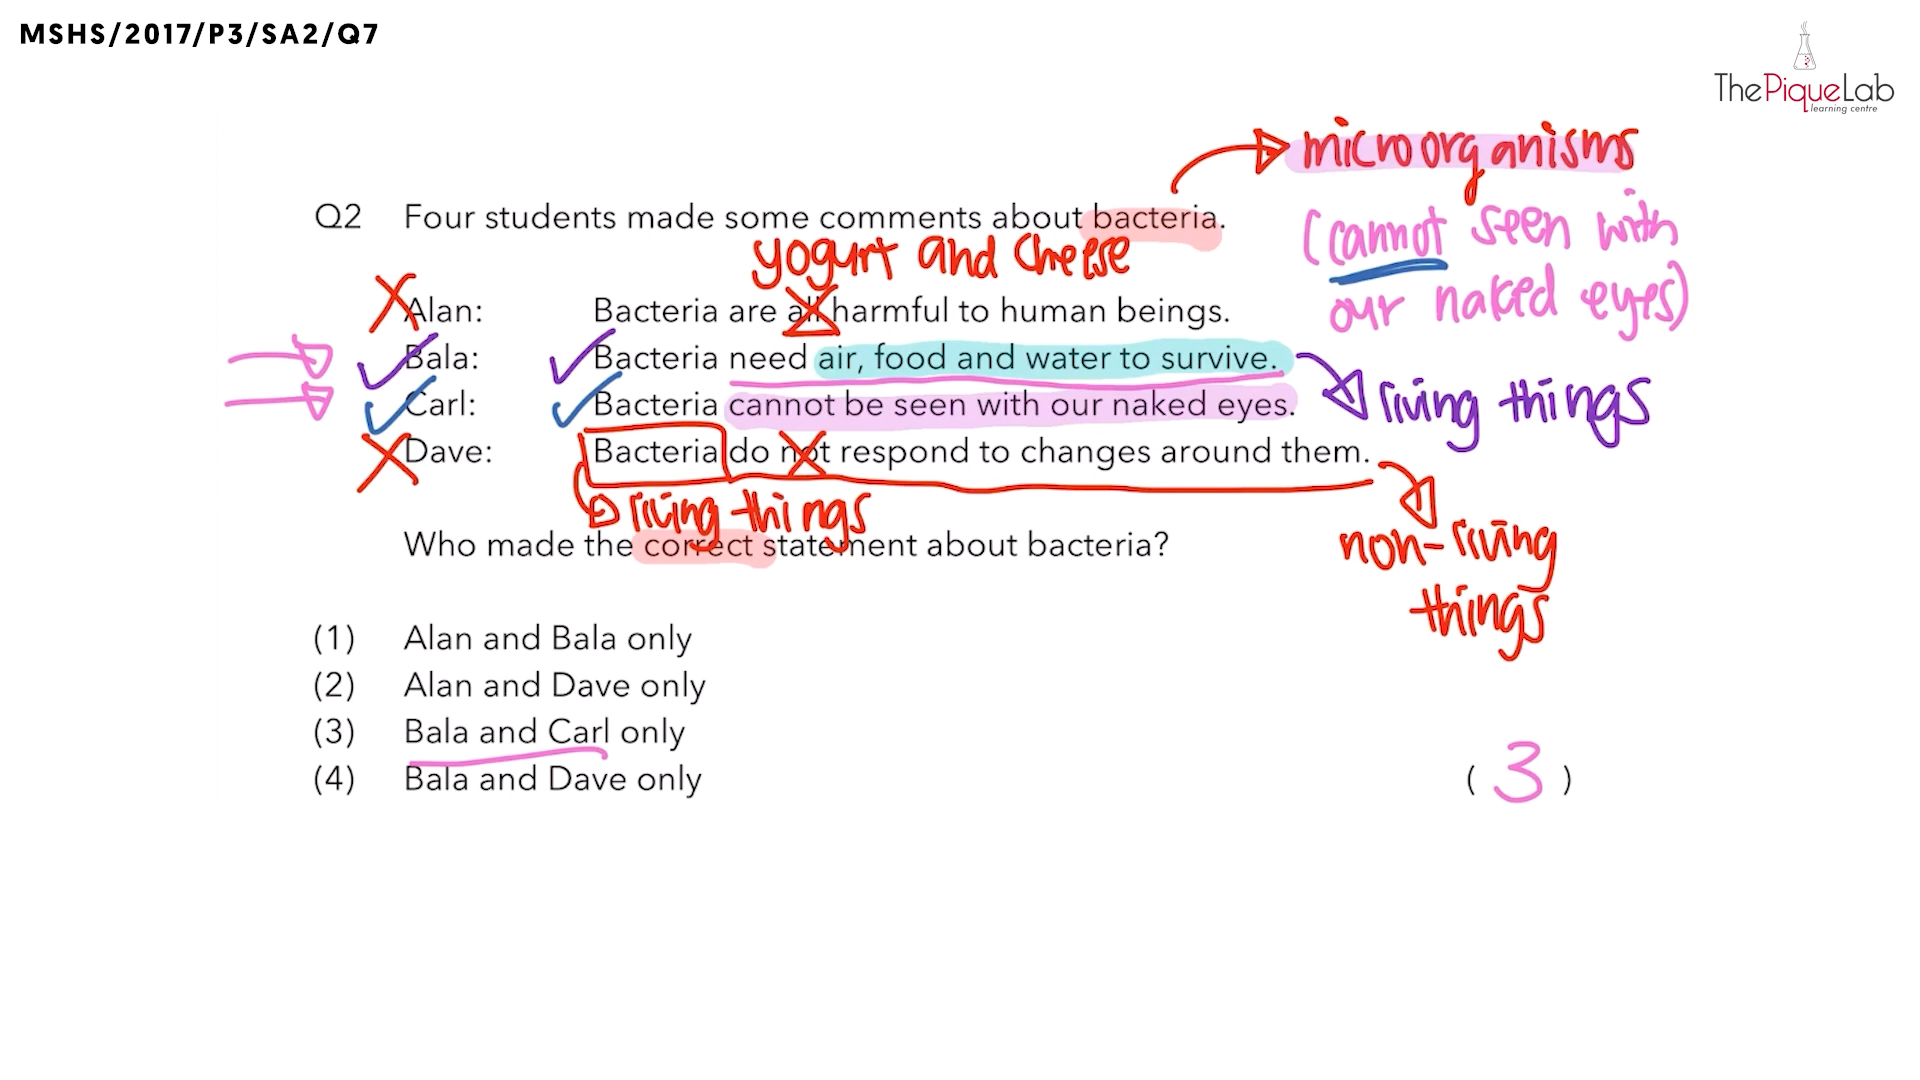 MSHS/2017/P3/SA2/Q7
ThePiqueLab
learning centre
microorganisms
(cannot seen with
our naked eyes)
Q2 Four students made some comments about bacteria.
yogurt and cheese
Alan: Bacteria are all harmful to human beings.
Bala: Bacteria need air, food and water to survive.
living things
Carl: Bacteria cannot be seen with our naked eyes.
Dave: Bacteria do not respond to changes around them.
living things
non-living
things
Who made the correct statement about bacteria?
(1) Alan and Bala only
(2) Alan and Dave only
(3) Bala and Carl only
(4) Bala and Dave only
( 3 )